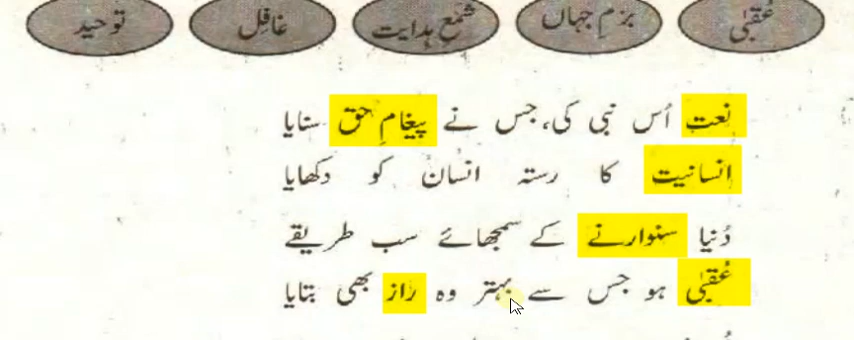 عُقبیٰ بزمِ جہاں شمعِ ہدایت غافِل توحید
نعت اُس نبی کی، جس نے پیغامِ حق سنایا
انسانیت کا رستہ انسان کو دکھایا
دُنیا سنوارنے کے سمجھائے سب طریقے
عُقبیٰ ہو جس سے بہتر وہ راز بھی بتایا